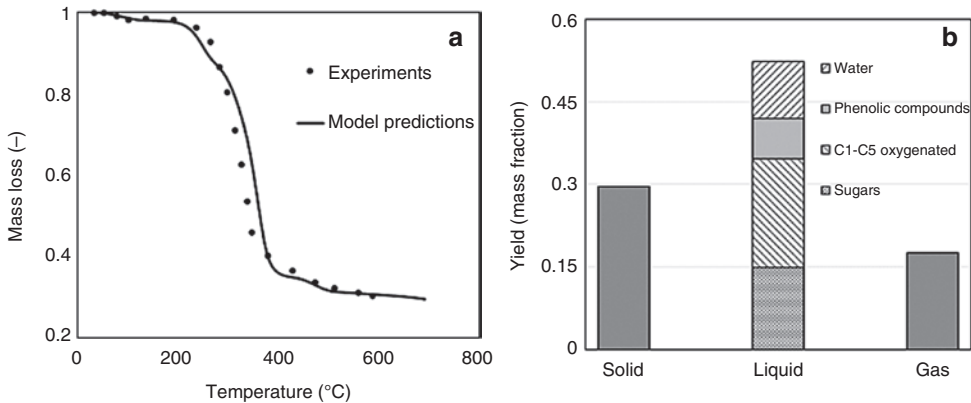 a
1
0.8
0.6
0.4
0.2
Mass loss (–)
Experiments
Model predictions
0
200
400
600
800
Temperature (°C)
b
0.6
0.45
0.3
0.15
0
Yield (mass fraction)
Water
Phenolic compounds
C1-C5 oxygenated
Sugars
Solid
Liquid
Gas